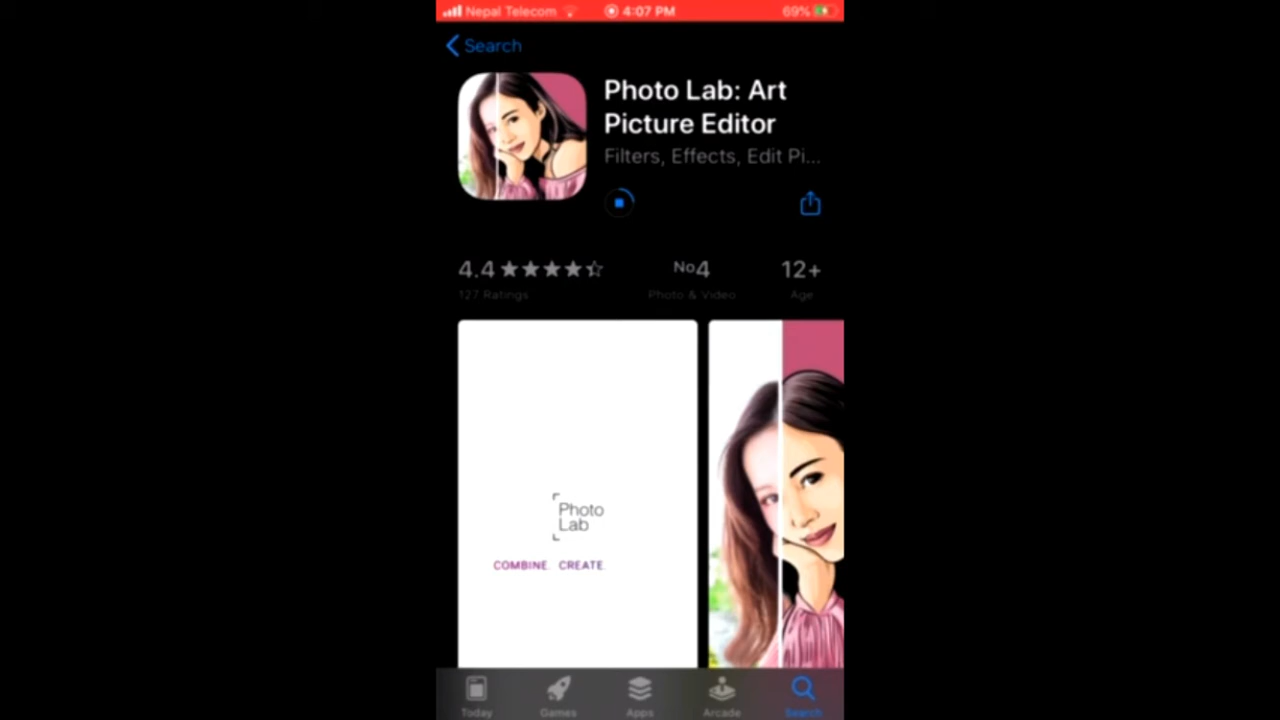 Nepal Telecom 4:07 PM 69%
Search
Photo Lab: Art
Picture Editor
Filters, Effects, Edit Pi...
4.4 No4 12+
127 Ratings Photo & Video Age
Photo
Lab
COMBINE. CREATE.
Today Games Apps Arcade Search